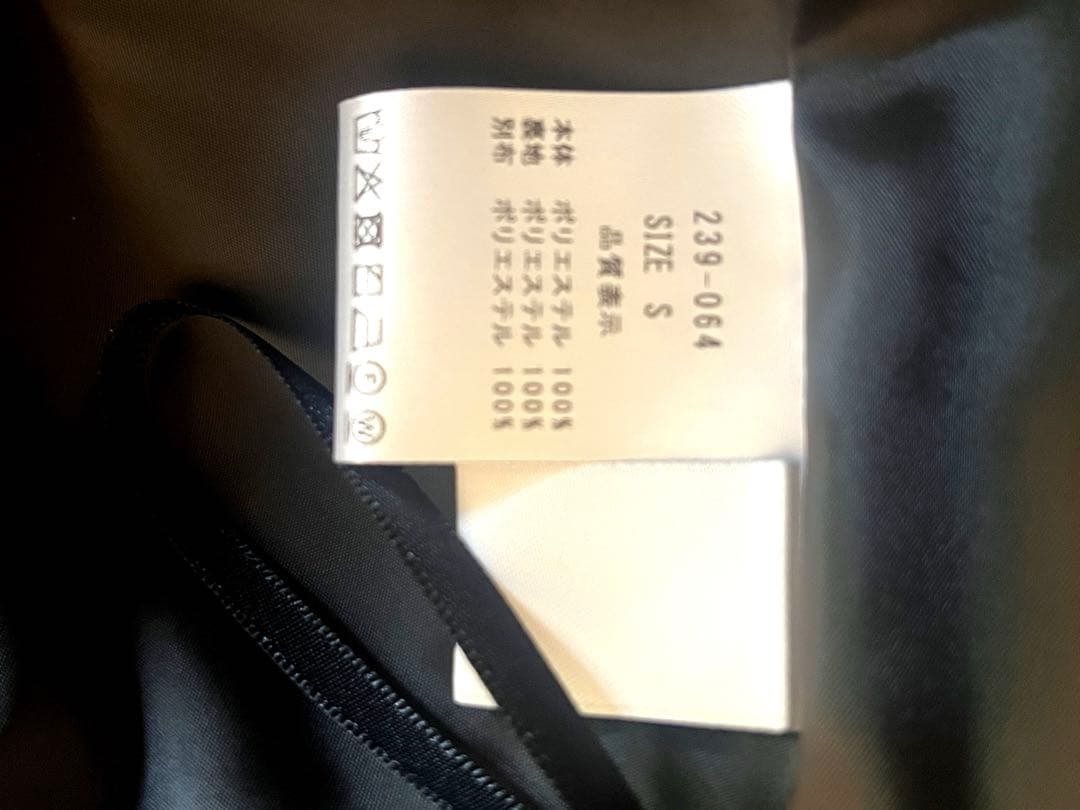 239-064
SIZE S
品質表示
本体 ポリエステル 100%
裏地 ポリエステル 100%
別布 ポリエステル 100%
F W